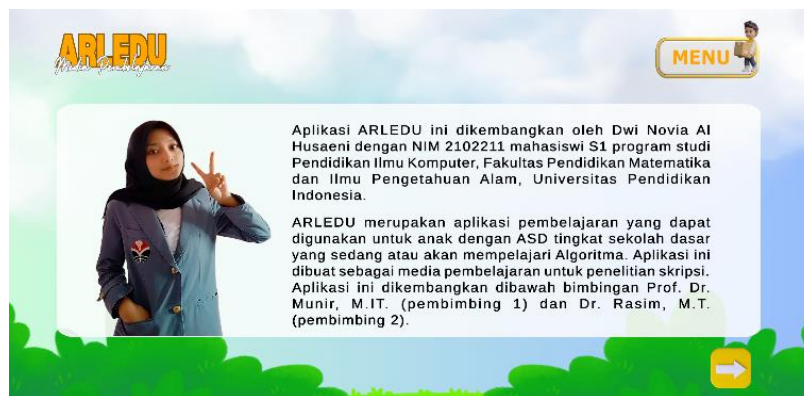 ARLEDU
Media Pembelajaran
MENU
Aplikasi ARLEDU ini dikembangkan oleh Dwi Novia Al
Husaeni dengan NIM 2102211 mahasiswi S1 program studi
Pendidikan Ilmu Komputer, Fakultas Pendidikan Matematika
dan Ilmu Pengetahuan Alam, Universitas Pendidikan
Indonesia.
ARLEDU merupakan aplikasi pembelajaran yang dapat
digunakan untuk anak dengan ASD tingkat sekolah dasar
yang sedang atau akan mempelajari Algoritma. Aplikasi ini
dibuat sebagai media pembelajaran untuk penelitian skripsi.
Aplikasi ini dikembangkan dibawah bimbingan Prof. Dr.
Munir, M.IT. (pembimbing 1) dan Dr. Rasim, M.T.
(pembimbing 2).